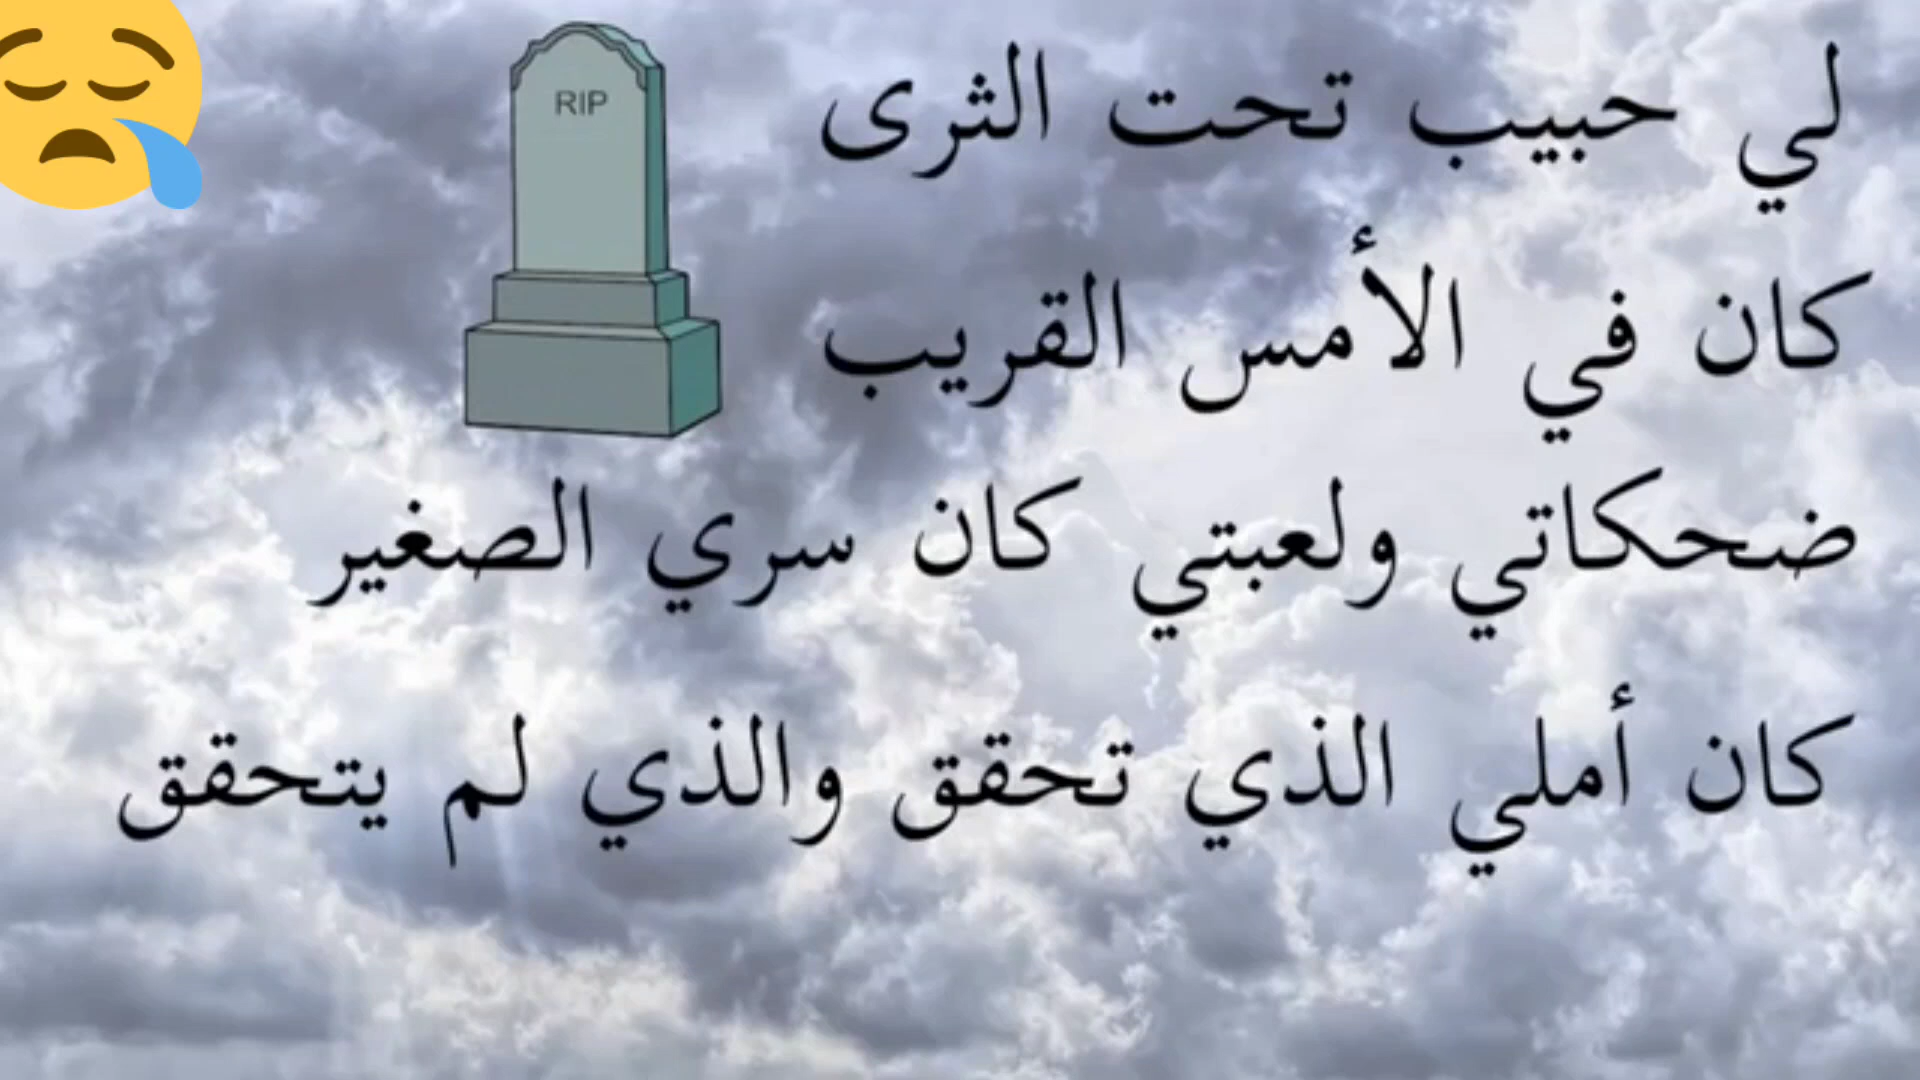 لي حبيب تحت الثرى
كان في الأمس القريب
ضحكاتي ولعبتي كان سري الصغير
كان أملي الذي تحقق والذي لم يتحقق
RIP